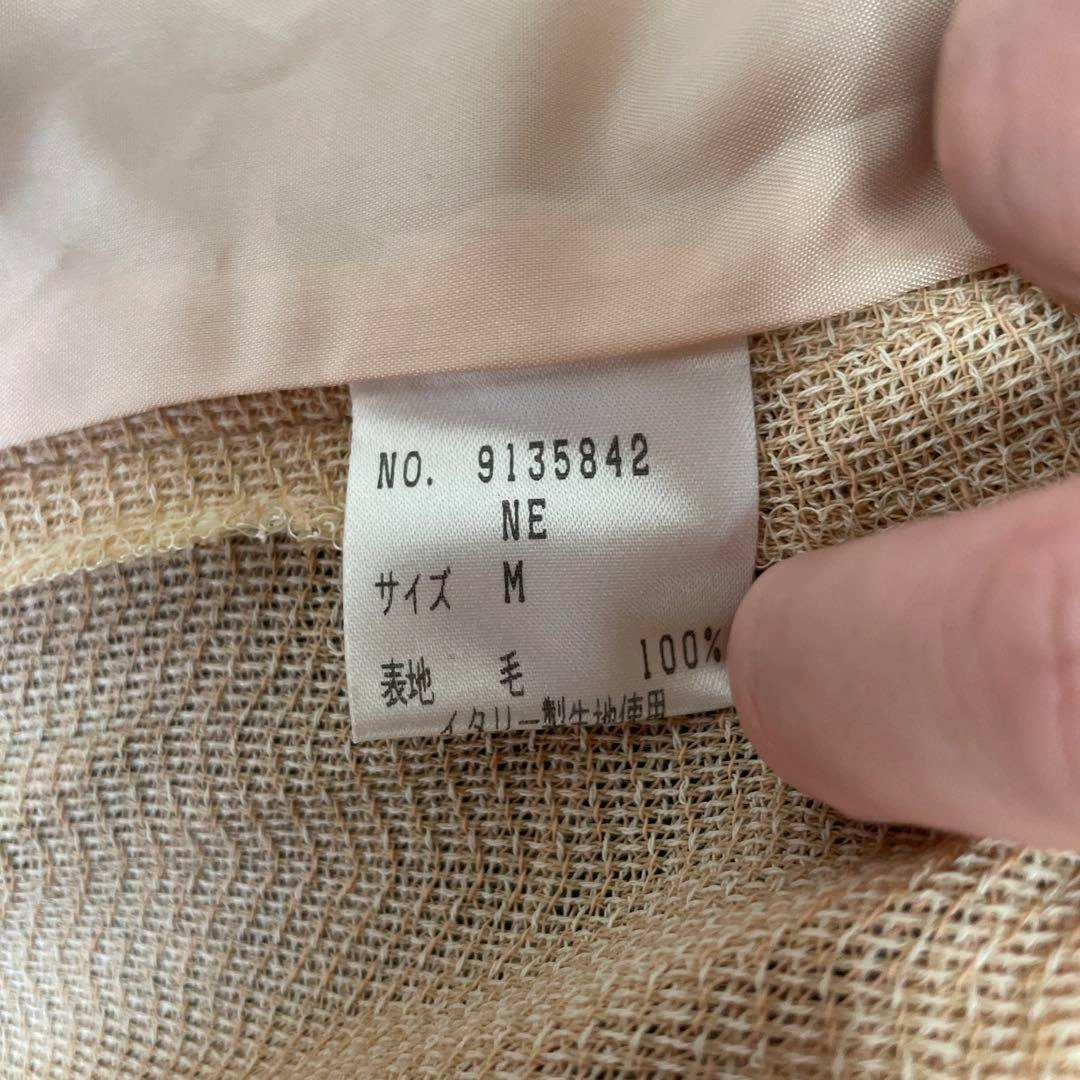 NO. 9135842
NE
サイズ M
表地 毛 100%
イタリー製生地使用